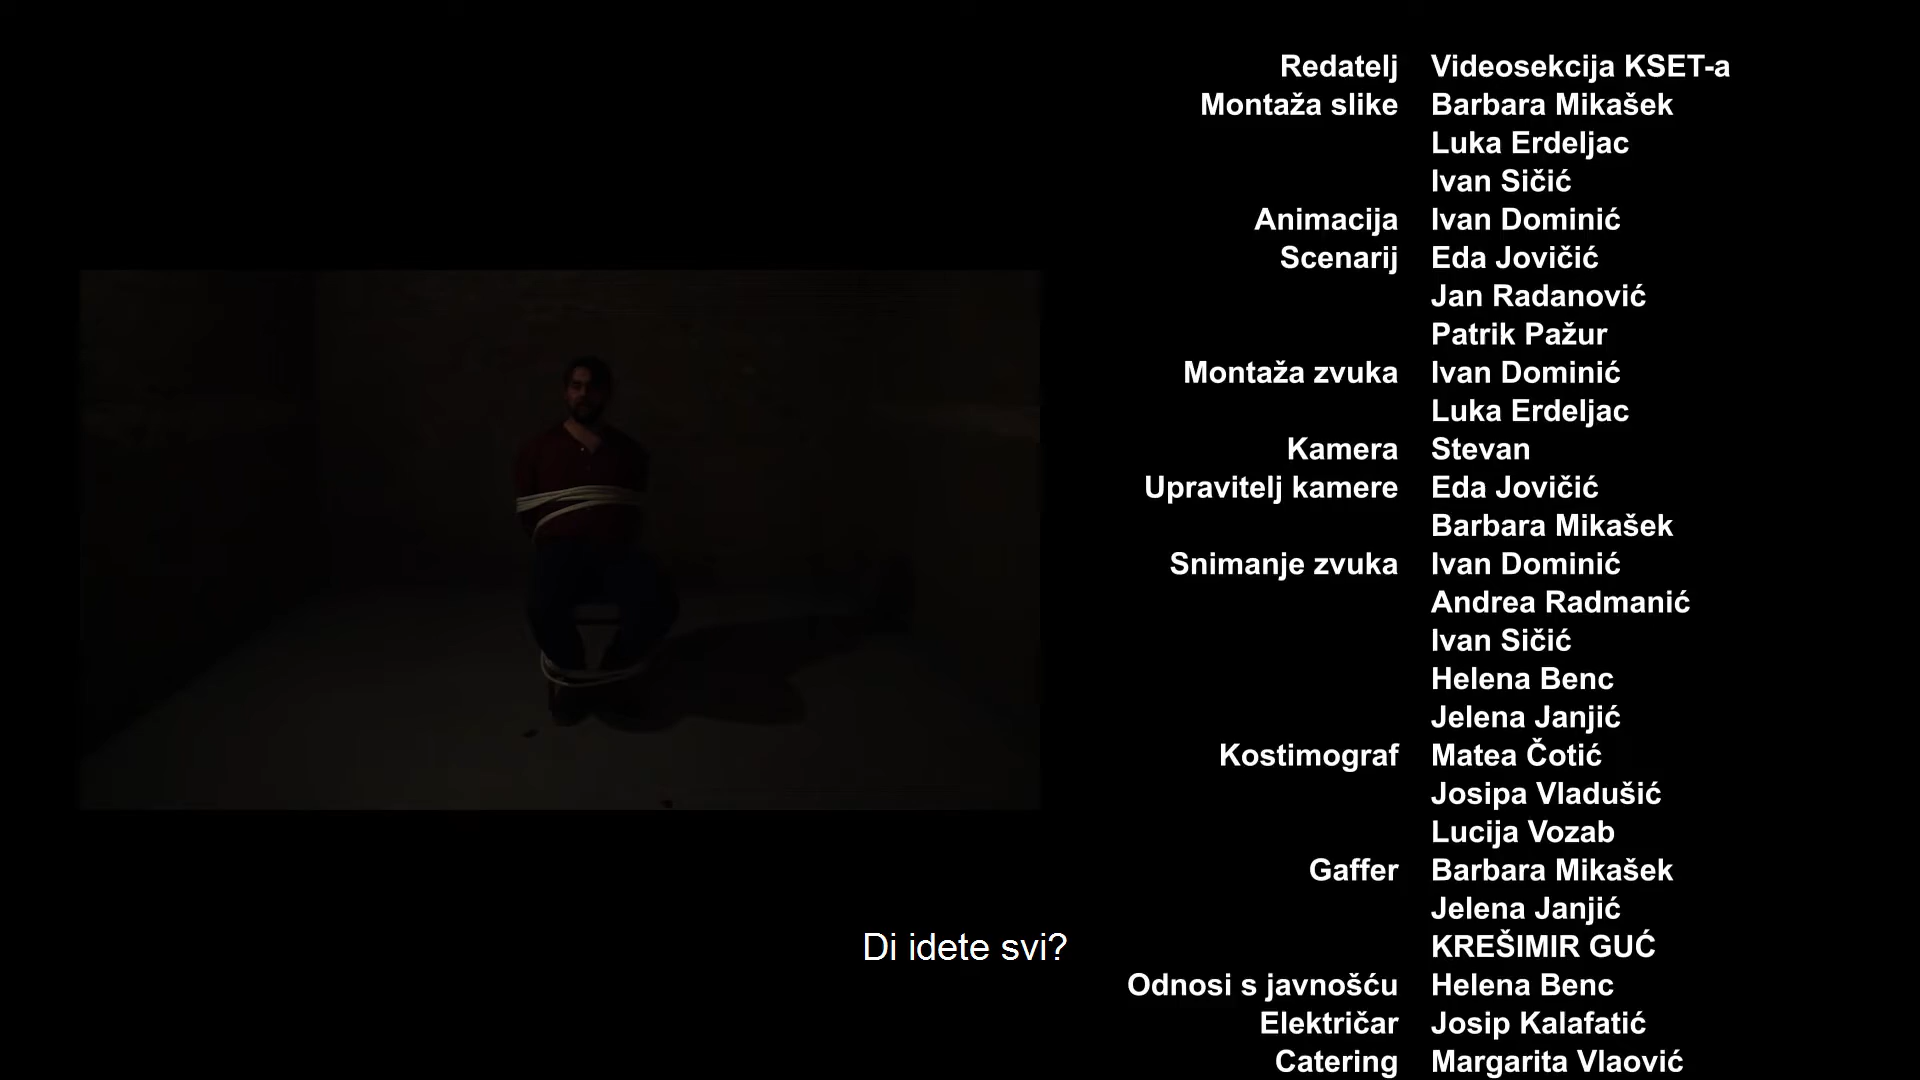 Redatelj Videosekcija KSET-a
Montaža slike Barbara Mikašek
Luka Erdeljac
Ivan Sičić
Animacija Ivan Dominić
Scenarij Eda Jovičić
Jan Radanović
Patrik Pažur
Montaža zvuka Ivan Dominić
Luka Erdeljac
Kamera Stevan
Upravitelj kamere Eda Jovičić
Barbara Mikašek
Snimanje zvuka Ivan Dominić
Andrea Radmanić
Ivan Sičić
Helena Benc
Jelena Janjić
Kostimograf Matea Čotić
Josipa Vladušić
Lucija Vozab
Gaffer Barbara Mikašek
Jelena Janjić
KREŠIMIR GUĆ
Odnosi s javnošću Helena Benc
Električar Josip Kalafatić
Catering Margarita Vlaović
Di idete svi?